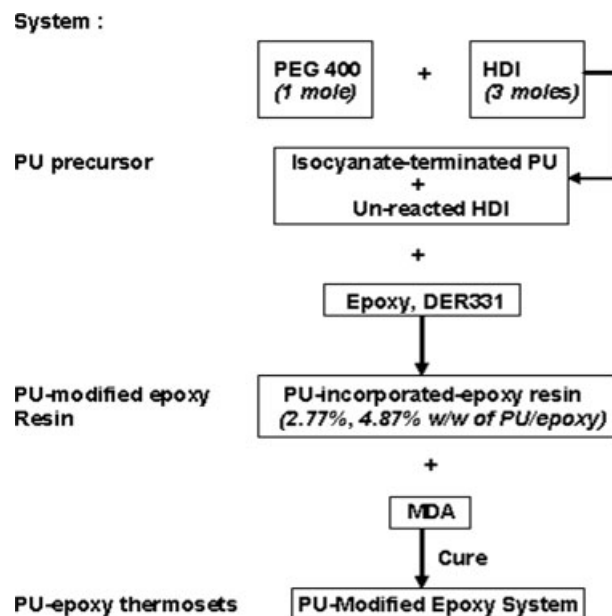 System :
PEG 400 + HDI
(1 mole) (3 moles)
PU precursor
Isocyanate-terminated PU
+
Un-reacted HDI
+
Epoxy, DER331
PU-modified epoxy
Resin
PU-incorporated-epoxy resin
(2.77%, 4.87% w/w of PU/epoxy)
+
MDA
Cure
PU-epoxy thermosets
PU-Modified Epoxy System